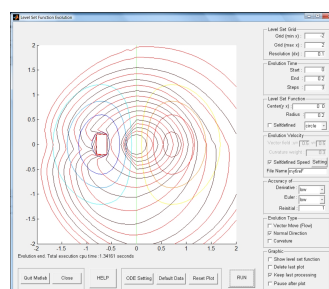 Level Set Function Evolution
Level Set Grid
Grid (min x) : -2
Grid (max x) : 2
Resolution (dx) : 0.1
Evolution Time
Start : 0
End : 0.2
Steps : 3
Level Set Function
Center(y x) : 0 0
Radius : 0.2
Selfdefined circle
Evolution Velocity
Selfdefined Speed Setting
File Name
Accuracy of
Derivative : low
Euler : low
Reinitial :
Evolution Type
Vector Move (Flow)
Normal Direction
Curvature
Graphic
Show level set function
Delete last plot
Keep last processing
Pause after plot
2
1.5
1
0.5
0
-0.5
-1
-1.5
-2
-2 -1.5 -1 -0.5 0 0.5 1 1.5 2
Evolution end. Total execution cpu time :1.34161 seconds
Quit Matlab Close HELP ODE Setting Default Data Reset Plot RUN